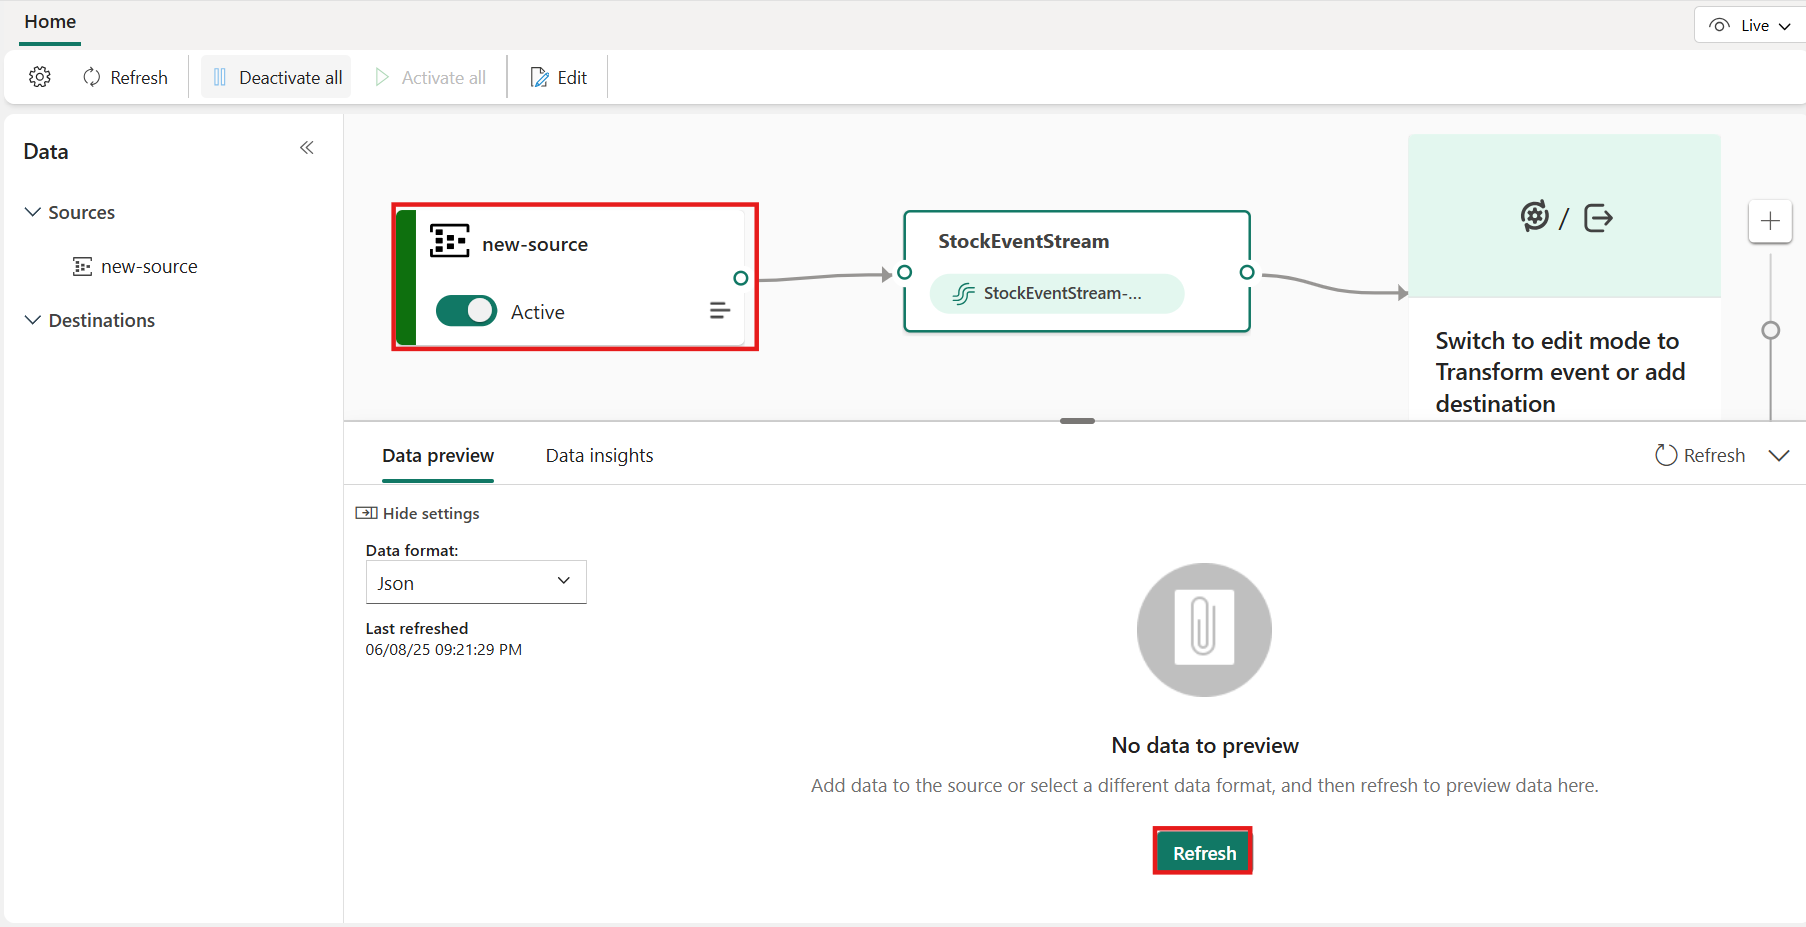 Home
Live
Refresh
Deactivate all
Activate all
Edit
Data
Sources
new-source
Destinations
new-source
Active
StockEventStream
StockEventStream-...
/
Switch to edit mode to
Transform event or add
destination
Data preview
Data insights
Refresh
Hide settings
Data format:
Json
Last refreshed
06/08/25 09:21:29 PM
No data to preview
Add data to the source or select a different data format, and then refresh to preview data here.
Refresh